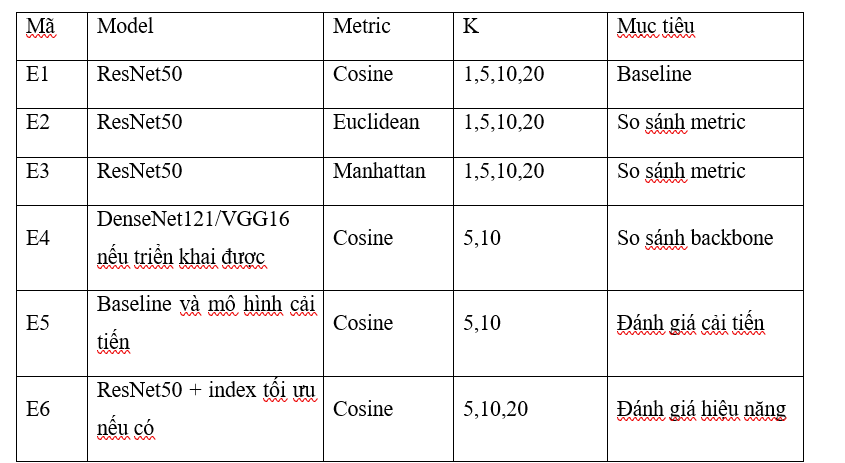 Mã Model Metric K Mục tiêu
E1 ResNet50 Cosine 1,5,10,20 Baseline
E2 ResNet50 Euclidean 1,5,10,20 So sánh metric
E3 ResNet50 Manhattan 1,5,10,20 So sánh metric
E4 DenseNet121/VGG16
nếu triển khai được Cosine 5,10 So sánh backbone
E5 Baseline và mô hình cải
tiến Cosine 5,10 Đánh giá cải tiến
E6 ResNet50 + index tối ưu
nếu có Cosine 5,10,20 Đánh giá hiệu năng